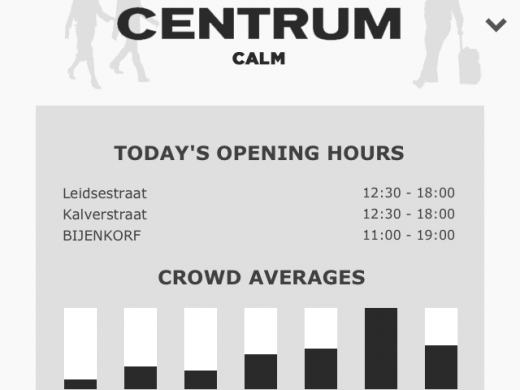 CENTRUM
CALM
TODAY'S OPENING HOURS
Leidsestraat 12:30 - 18:00
Kalverstraat 12:30 - 18:00
BIJENKORF 11:00 - 19:00
CROWD AVERAGES